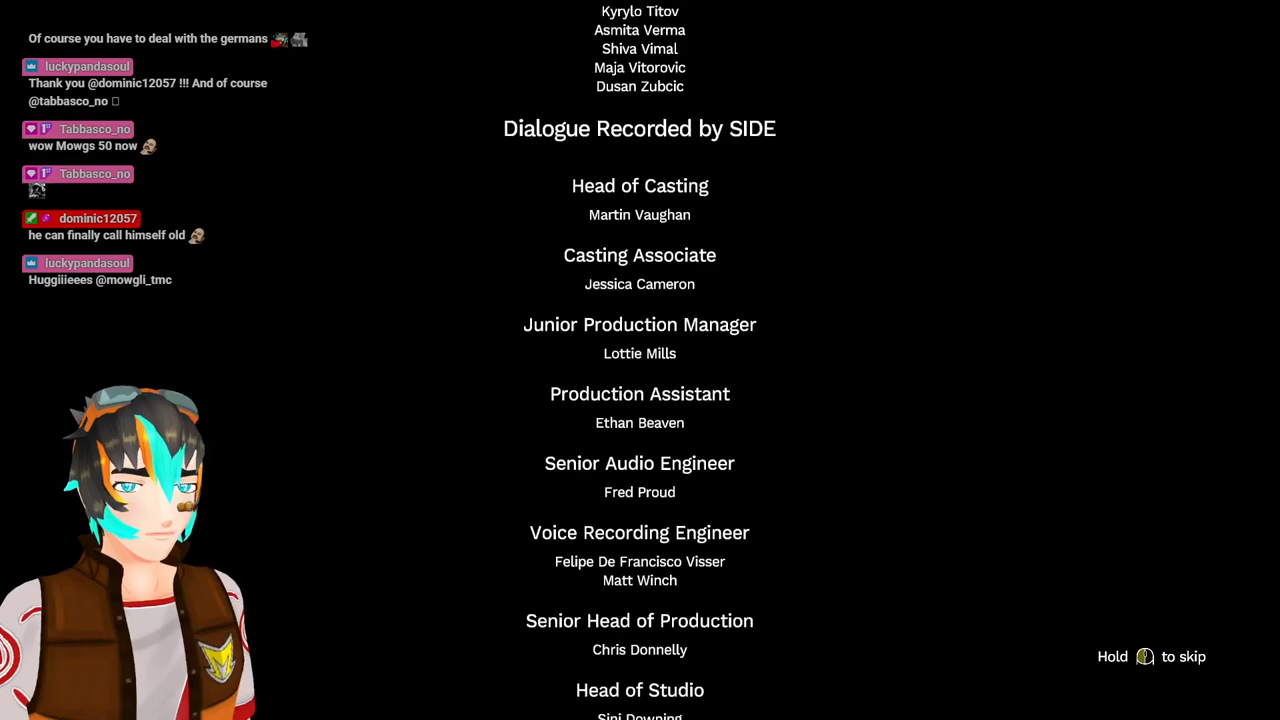 Of course you have to deal with the germans
luckypandasoul
Thank you @dominic12057 !!! And of course
@tabbasco_no
Tabbasco_no
wow Mowgs 50 now
Tabbasco_no
dominic12057
he can finally call himself old
luckypandasoul
Huggiiieees @mowgli_tmc
Kyrylo Titov
Asmita Verma
Shiva Vimal
Maja Vitorovic
Dusan Zubcic
Dialogue Recorded by SIDE
Head of Casting
Martin Vaughan
Casting Associate
Jessica Cameron
Junior Production Manager
Lottie Mills
Production Assistant
Ethan Beaven
Senior Audio Engineer
Fred Proud
Voice Recording Engineer
Felipe De Francisco Visser
Matt Winch
Senior Head of Production
Chris Donnelly
Head of Studio
Sini Downing
Hold to skip